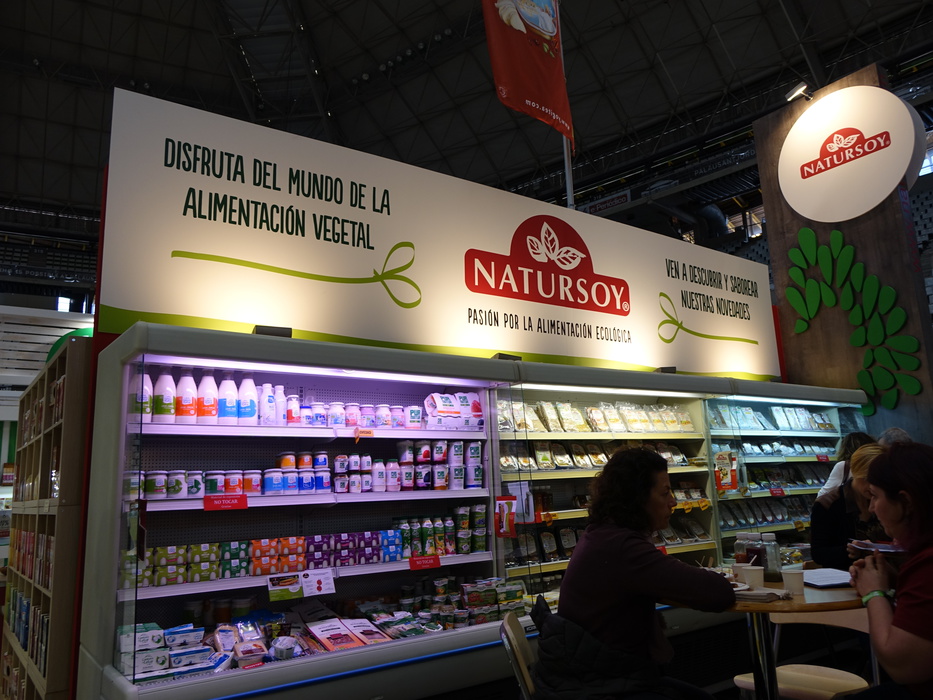 DISFRUTA DEL MUNDO DE LA
ALIMENTACIÓN VEGETAL
NATURSOY®
PASIÓN POR LA ALIMENTACIÓN ECOLÓGICA
VEN A DESCUBRIR Y SABOREAR
NUESTRAS NOVEDADES
NATURSOY®
NO TOCAR